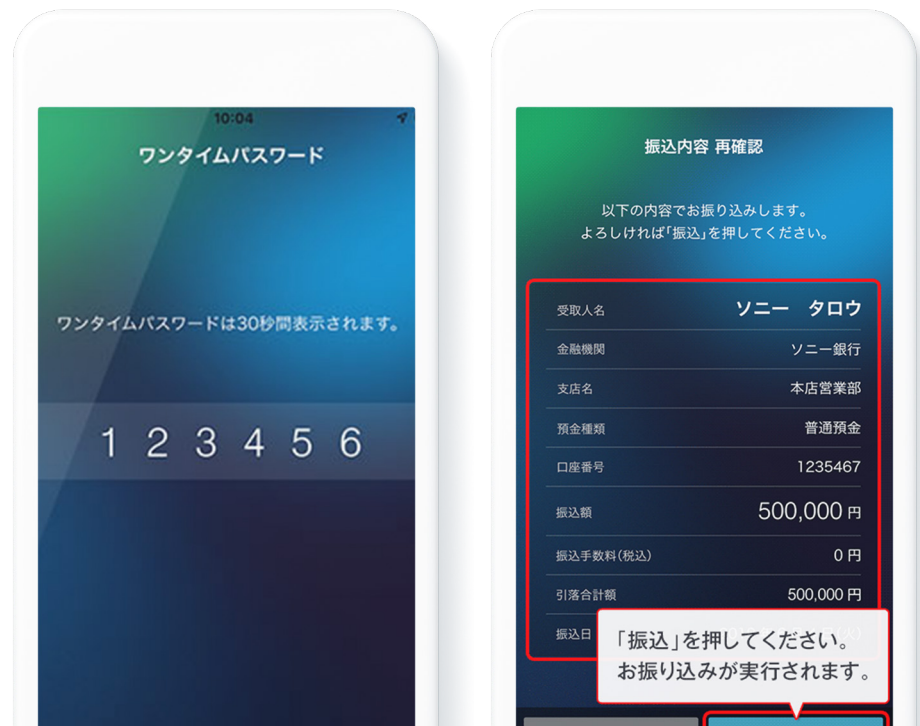 10:04
ワンタイムパスワード
ワンタイムパスワードは30秒間表示されます。
1 2 3 4 5 6
振込内容 再確認
以下の内容でお振り込みします。
よろしければ「振込」を押してください。
受取人名 ソニー　タロウ
金融機関 ソニー銀行
支店名 本店営業部
預金種類 普通預金
口座番号 1235467
振込額 500,000 円
振込手数料(税込) 0 円
引落合計額 500,000 円
振込日
「振込」を押してください。
お振り込みが実行されます。